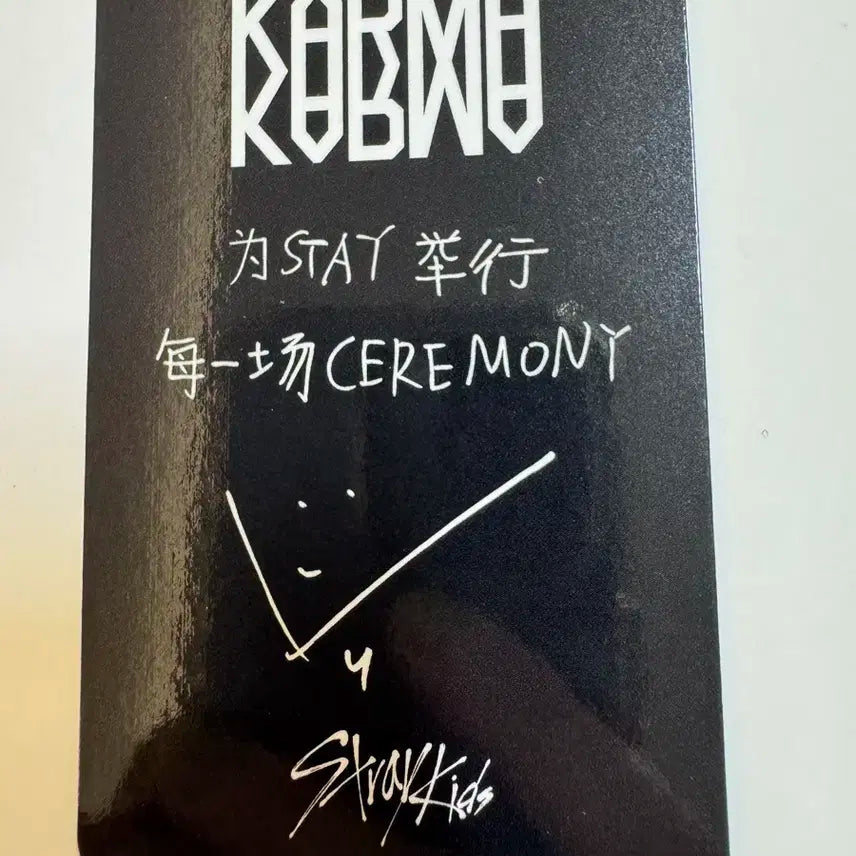 KARMA
为STAY 举行
每一场CEREMONY
Stray Kids